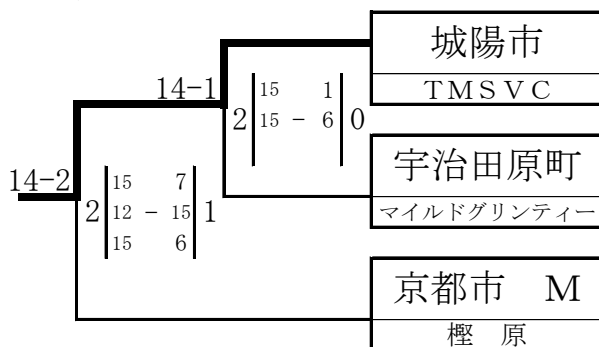 城陽市
ＴＭＳＶＣ
14-1
15 1
2 15 － 6 0
宇治田原町
マイルドグリンティー
14-2
15 7
2 12 － 15 1
15 6
京都市　Ｍ
樫　原